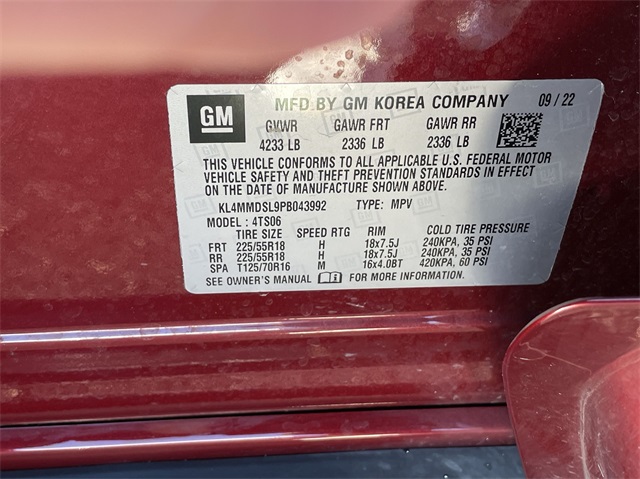 GM MFD BY GM KOREA COMPANY 09/22
GVWR GAWR FRT GAWR RR
4233 LB 2336 LB 2336 LB
THIS VEHICLE CONFORMS TO ALL APPLICABLE U.S. FEDERAL MOTOR
VEHICLE SAFETY AND THEFT PREVENTION STANDARDS IN EFFECT
ON THE DATE OF MANUFACTURE SHOWN ABOVE.
KL4MMDSL9PB043992 TYPE: MPV
MODEL: 4TS06
TIRE SIZE SPEED RTG RIM COLD TIRE PRESSURE
FRT 225/55R18 H 18x7.5J 240KPA, 35 PSI
RR 225/55R18 H 18x7.5J 240KPA, 35 PSI
SPA T125/70R16 M 16x4.0BT 420KPA, 60 PSI
SEE OWNER'S MANUAL FOR MORE INFORMATION.